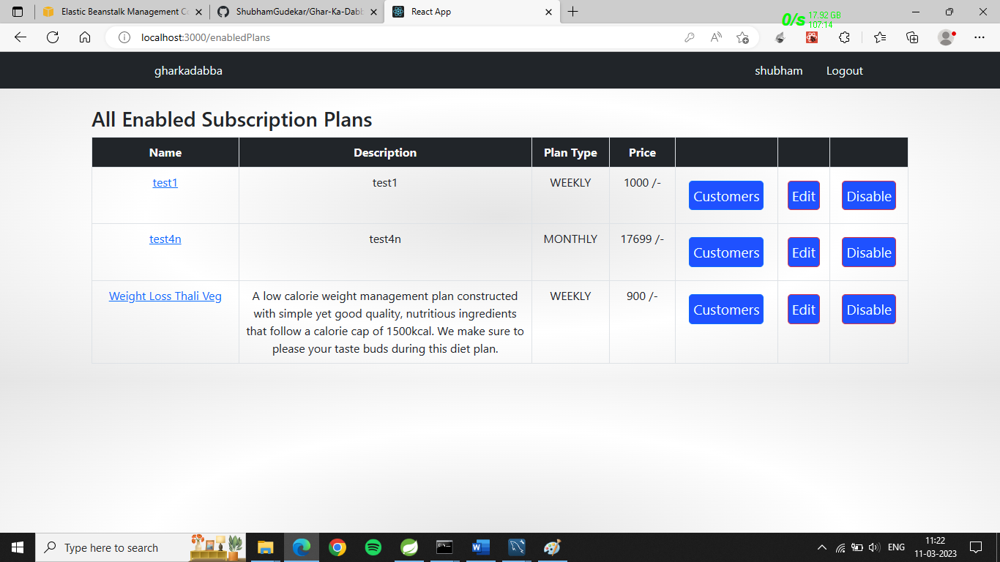 Elastic Beanstalk Management Co
ShubhamGudekar/Ghar-Ka-Dabb
React App
0/s 17.92 GB
107:14
localhost:3000/enabledPlans
gharkadabba
shubham
Logout
All Enabled Subscription Plans
Name Description Plan Type Price
test1 test1 WEEKLY 1000 /- Customers Edit Disable
test4n test4n MONTHLY 17699 /- Customers Edit Disable
Weight Loss Thali Veg A low calorie weight management plan constructed WEEKLY 900 /- Customers Edit Disable
with simple yet good quality, nutritious ingredients
that follow a calorie cap of 1500kcal. We make sure to
please your taste buds during this diet plan.
Type here to search
ENG
11:22
11-03-2023